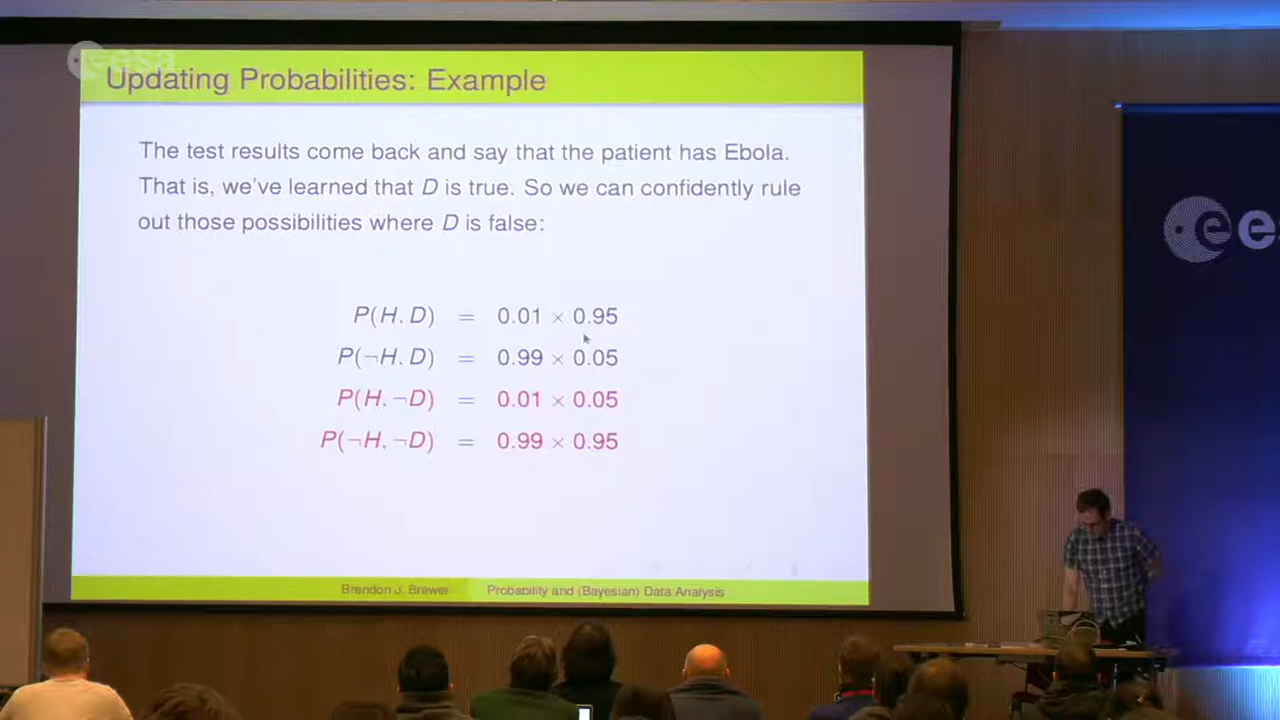 esa
Updating Probabilities: Example
The test results come back and say that the patient has Ebola.
That is, we've learned that D is true. So we can confidently rule
out those possibilities where D is false:
P(H, D) = 0.01 × 0.95
P(¬H, D) = 0.99 × 0.05
P(H, ¬D) = 0.01 × 0.05
P(¬H, ¬D) = 0.99 × 0.95
Brendon J. Brewer Probability and (Bayesian) Data Analysis
e